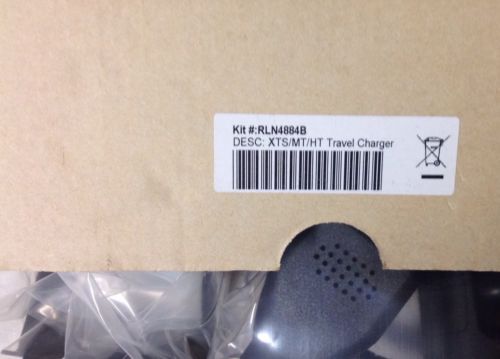 Kit #:RLN4884B
DESC: XTS/MT/HT Travel Charger